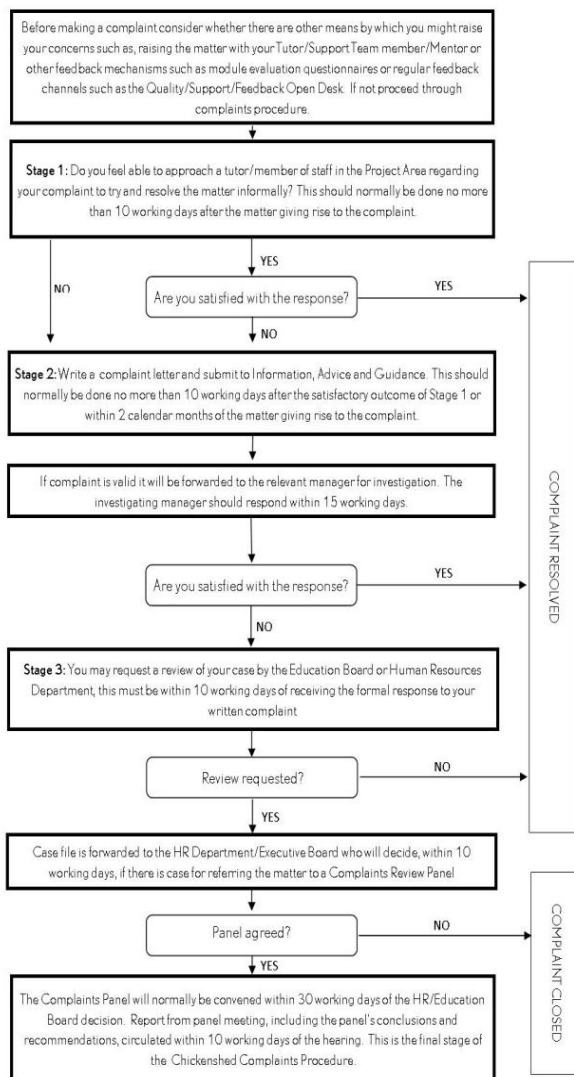 Before making a complaint consider whether there are other means by which you might raise
your concerns such as, raising the matter with your Tutor/Support Team member/Mentor or
other feedback mechanisms such as module evaluation questionnaires or regular feedback
channels such as the Quality/Support/Feedback Open Desk. If not proceed through
complaints procedure.
Stage 1: Do you feel able to approach a tutor/member of staff in the Project Area regarding
your complaint to try and resolve the matter informally? This should normally be done no more
than 10 working days after the matter giving rise to the complaint.
YES
NO
Are you satisfied with the response?
YES
NO
Stage 2: Write a complaint letter and submit to Information, Advice and Guidance. This should
normally be done no more than 10 working days after the satisfactory outcome of Stage 1 or
within 2 calendar months of the matter giving rise to the complaint.
If complaint is valid it will be forwarded to the relevant manager for investigation. The
investigating manager should respond within 15 working days.
Are you satisfied with the response?
YES
NO
Stage 3: You may request a review of your case by the Education Board or Human Resources
Department, this must be within 10 working days of receiving the formal response to your
written complaint
Review requested?
NO
YES
COMPLAINT RESOLVED
Case file is forwarded to the HR Department/Executive Board who will decide, within 10
working days, if there is case for referring the matter to a Complaints Review Panel
Panel agreed?
NO
YES
COMPLAINT CLOSED
The Complaints Panel will normally be convened within 30 working days of the HR/Education
Board decision. Report from panel meeting, including the panel's conclusions and
recommendations, circulated within 10 working days of the hearing. This is the final stage of
the Chickenshed Complaints Procedure.